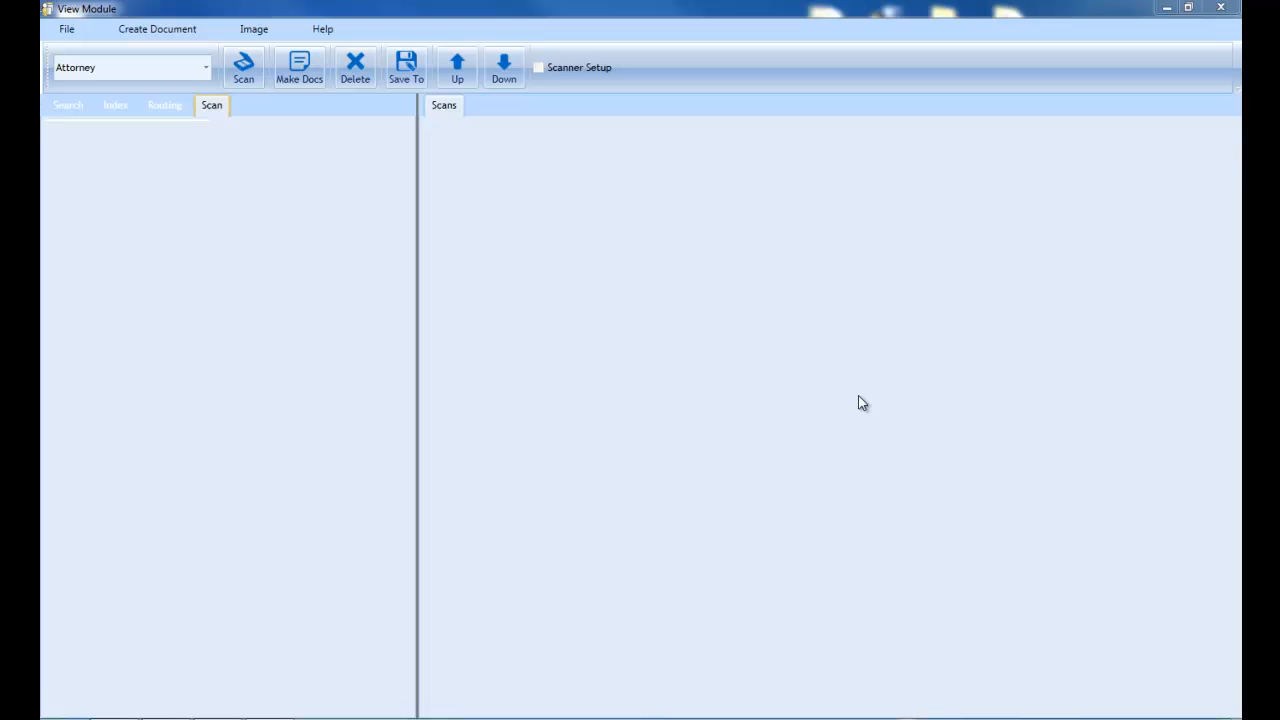 View Module
File Create Document Image Help
Attorney Scan Make Docs Delete Save To Up Down Scanner Setup
Search Index Routing Scan Scans